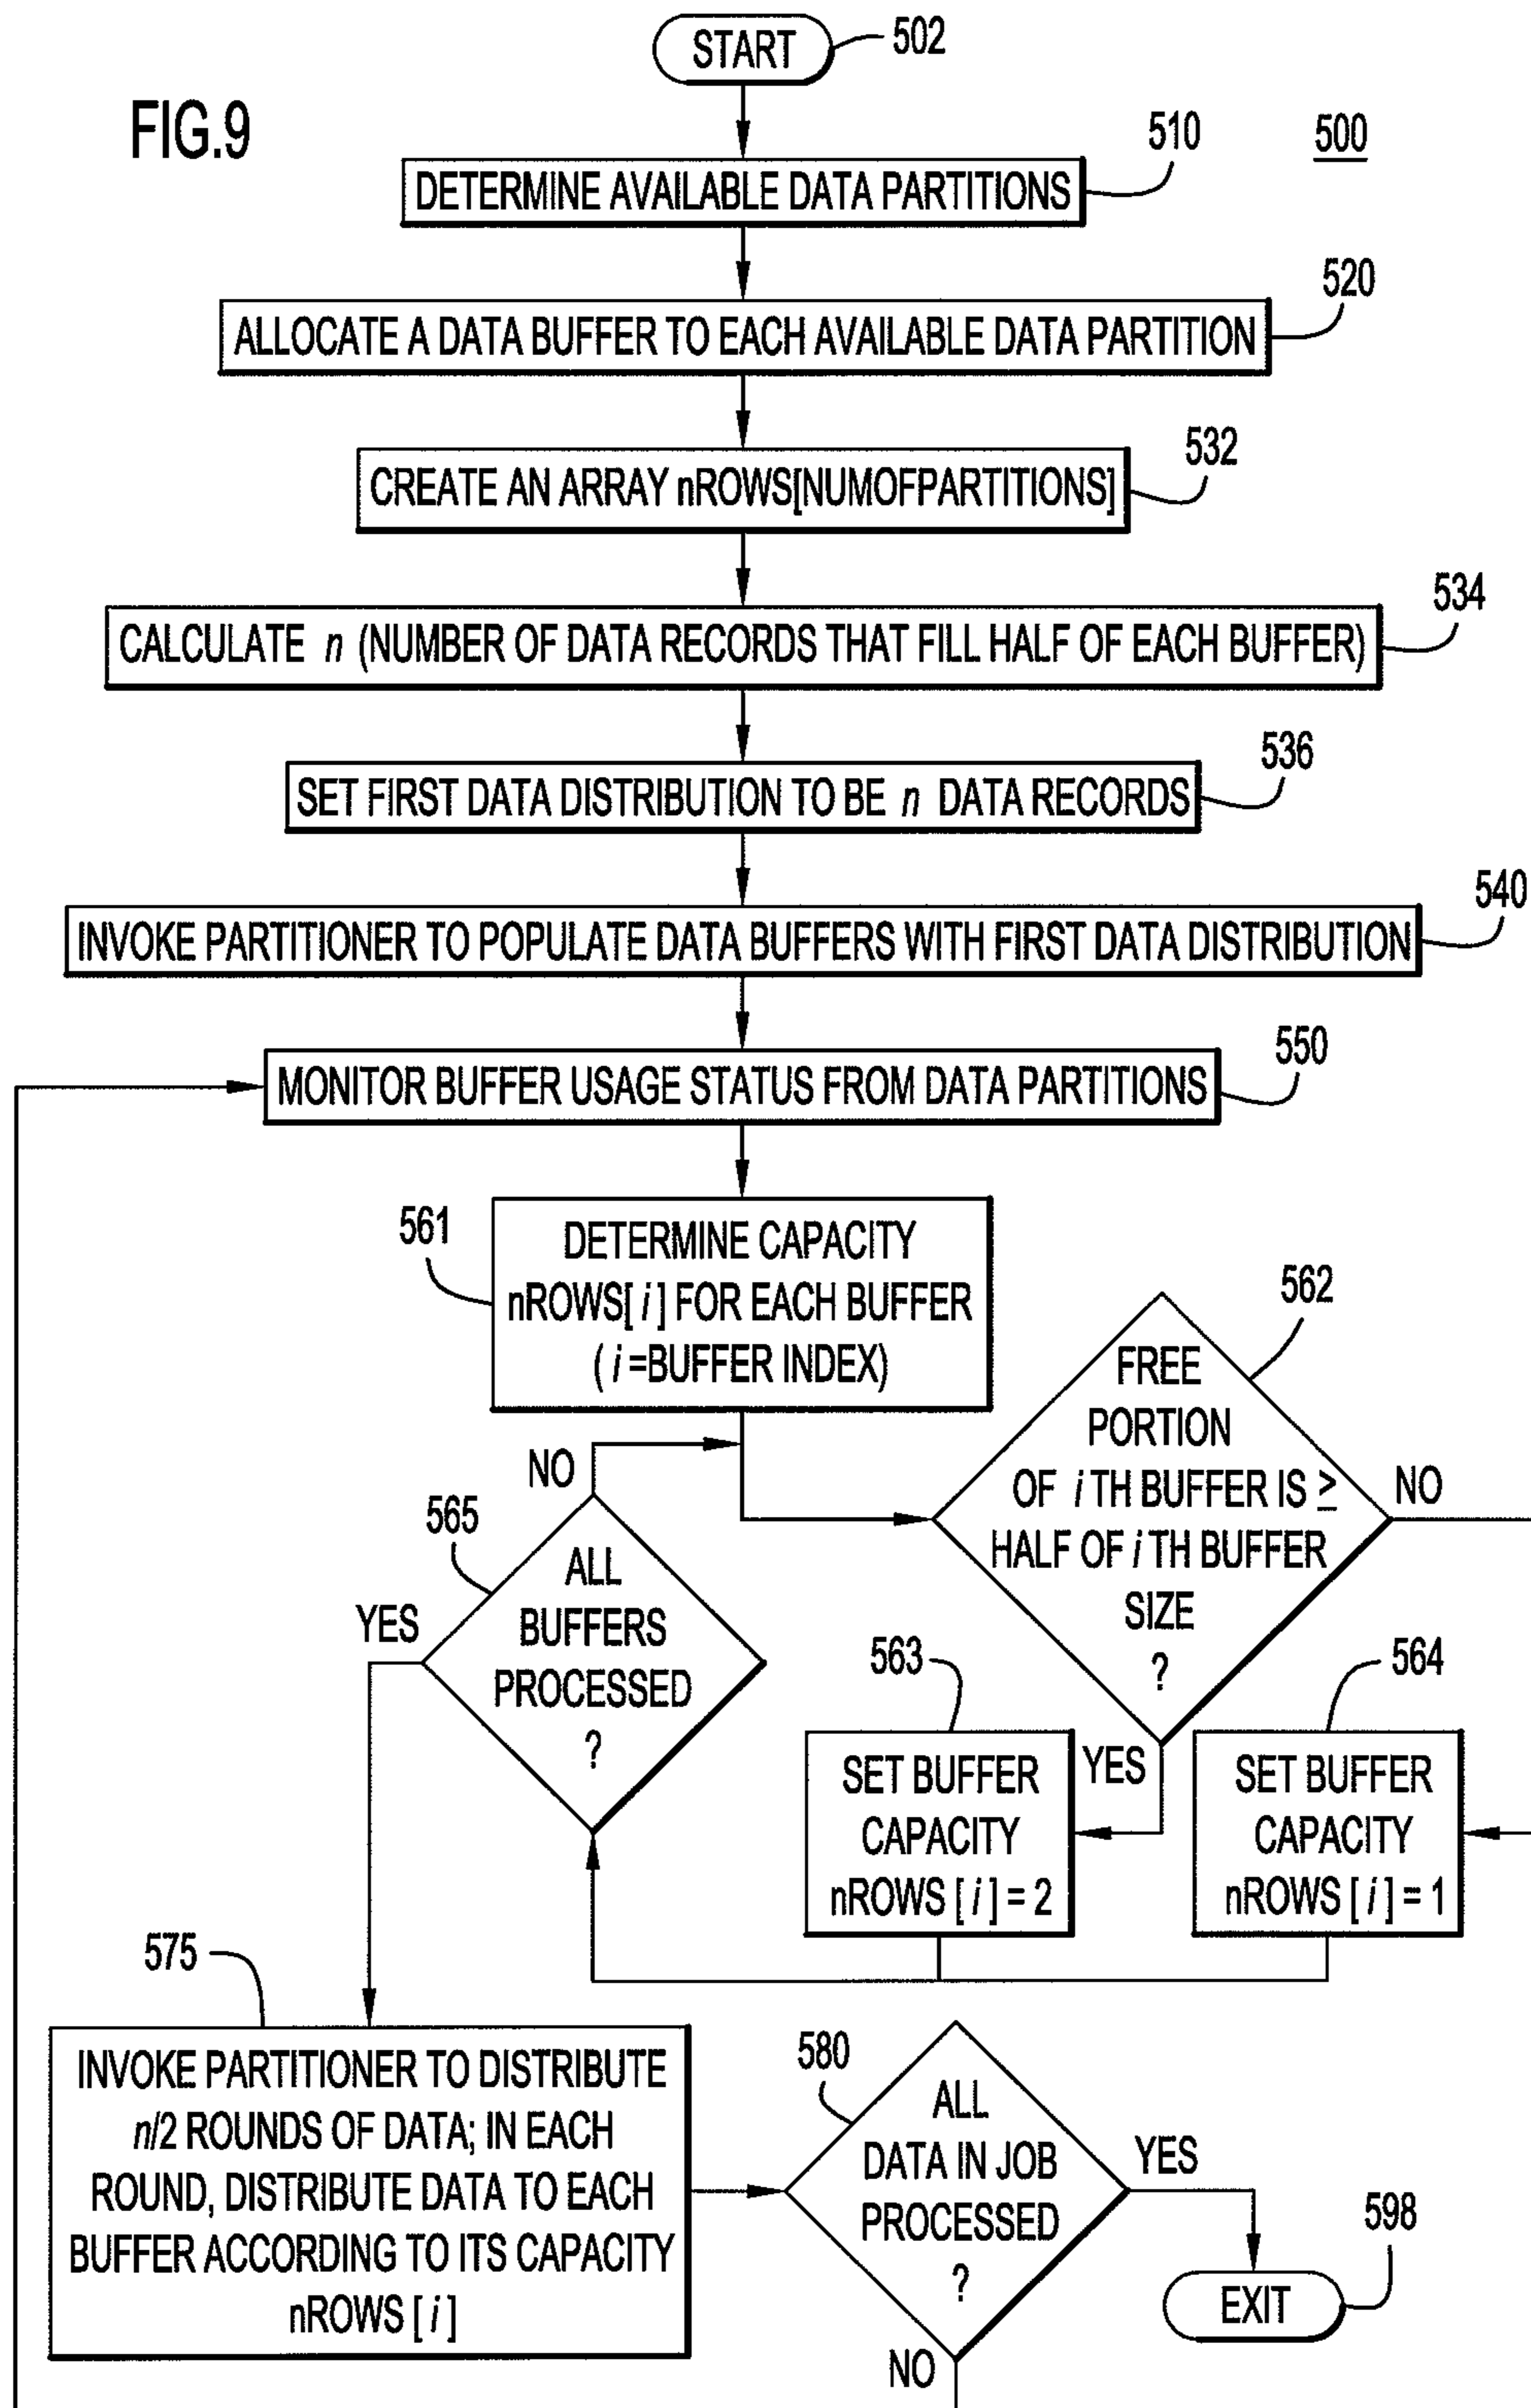 START
502
FIG.9
510
500
DETERMINE AVAILABLE DATA PARTITIONS
520
ALLOCATE A DATA BUFFER TO EACH AVAILABLE DATA PARTITION
532
CREATE AN ARRAY nROWS[NUMOFPARTITIONS]
534
CALCULATE n (NUMBER OF DATA RECORDS THAT FILL HALF OF EACH BUFFER)
536
SET FIRST DATA DISTRIBUTION TO BE n DATA RECORDS
540
INVOKE PARTITIONER TO POPULATE DATA BUFFERS WITH FIRST DATA DISTRIBUTION
550
MONITOR BUFFER USAGE STATUS FROM DATA PARTITIONS
561
DETERMINE CAPACITY
nROWS[ i ] FOR EACH BUFFER
( i =BUFFER INDEX)
562
FREE
PORTION
OF i TH BUFFER IS ≥
HALF OF i TH BUFFER
SIZE
?
NO
YES
NO
565
ALL
BUFFERS
PROCESSED
?
YES
563
SET BUFFER
CAPACITY
nROWS [ i ] = 2
564
SET BUFFER
CAPACITY
nROWS [ i ] = 1
575
INVOKE PARTITIONER TO DISTRIBUTE
n/2 ROUNDS OF DATA; IN EACH
ROUND, DISTRIBUTE DATA TO EACH
BUFFER ACCORDING TO ITS CAPACITY
nROWS [ i ]
580
ALL
DATA IN JOB
PROCESSED
?
YES
598
EXIT
NO